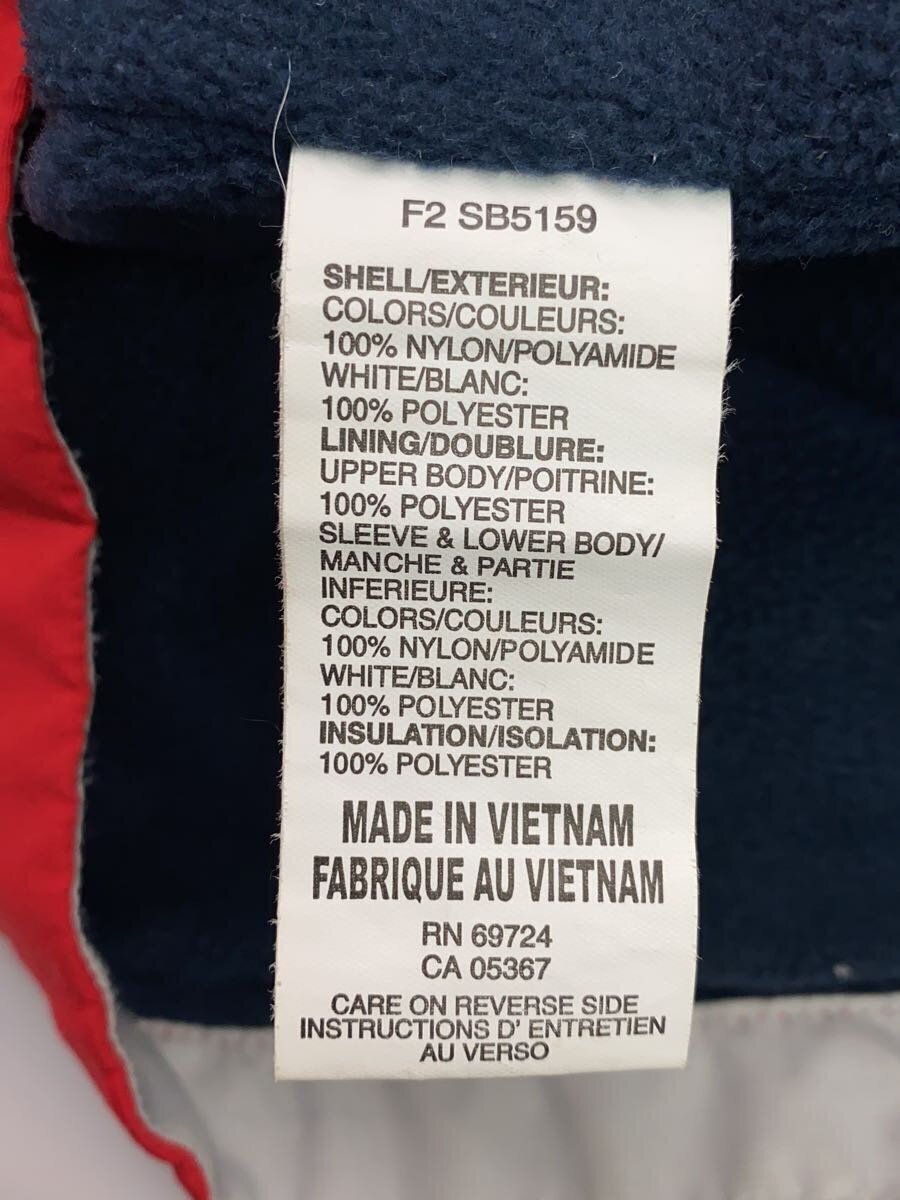 F2 SB5159
SHELL/EXTERIEUR:
COLORS/COULEURS:
100% NYLON/POLYAMIDE
WHITE/BLANC:
100% POLYESTER
LINING/DOUBLURE:
UPPER BODY/POITRINE:
100% POLYESTER
SLEEVE & LOWER BODY/
MANCHE & PARTIE
INFERIEURE:
COLORS/COULEURS:
100% NYLON/POLYAMIDE
WHITE/BLANC:
100% POLYESTER
INSULATION/ISOLATION:
100% POLYESTER
MADE IN VIETNAM
FABRIQUE AU VIETNAM
RN 69724
CA 05367
CARE ON REVERSE SIDE
INSTRUCTIONS D' ENTRETIEN
AU VERSO